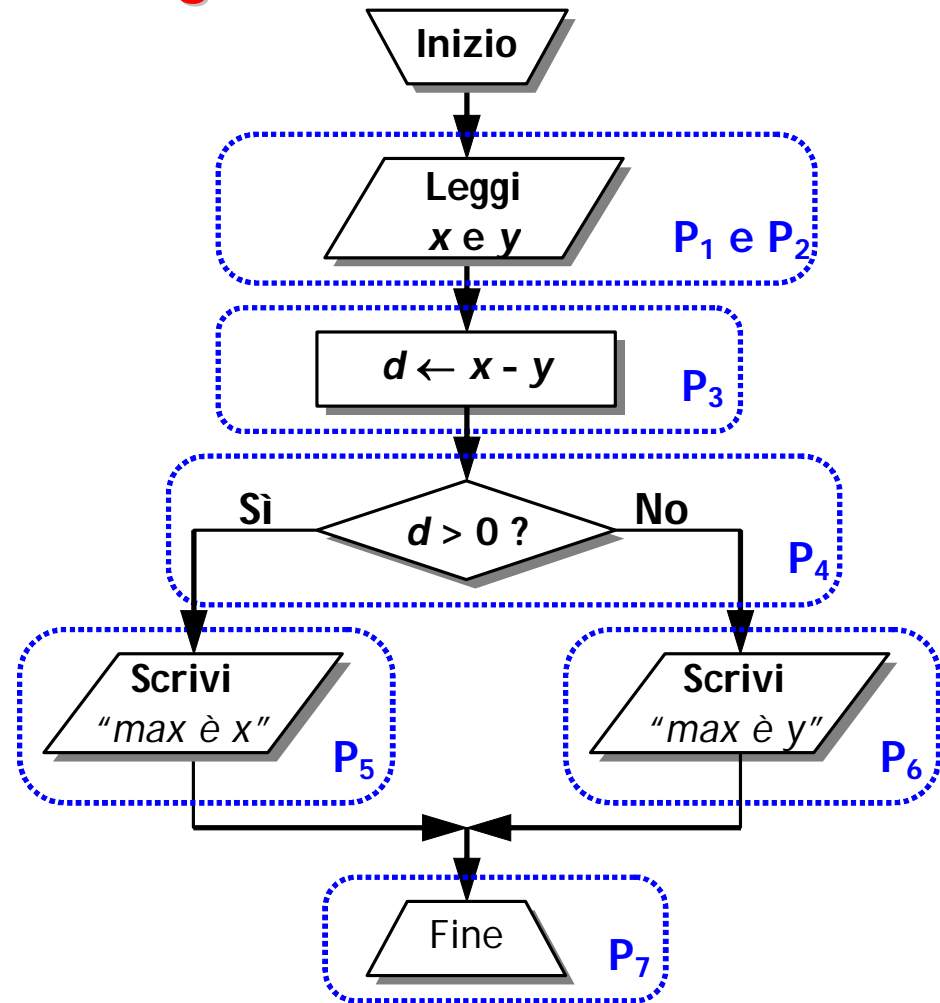 Inizio
Leggi
x e y
P₁ e P₂
d ← x - y
P₃
Sì
d > 0 ?
No
P₄
Scrivi
“max è x”
P₅
Scrivi
“max è y”
P₆
Fine
P₇